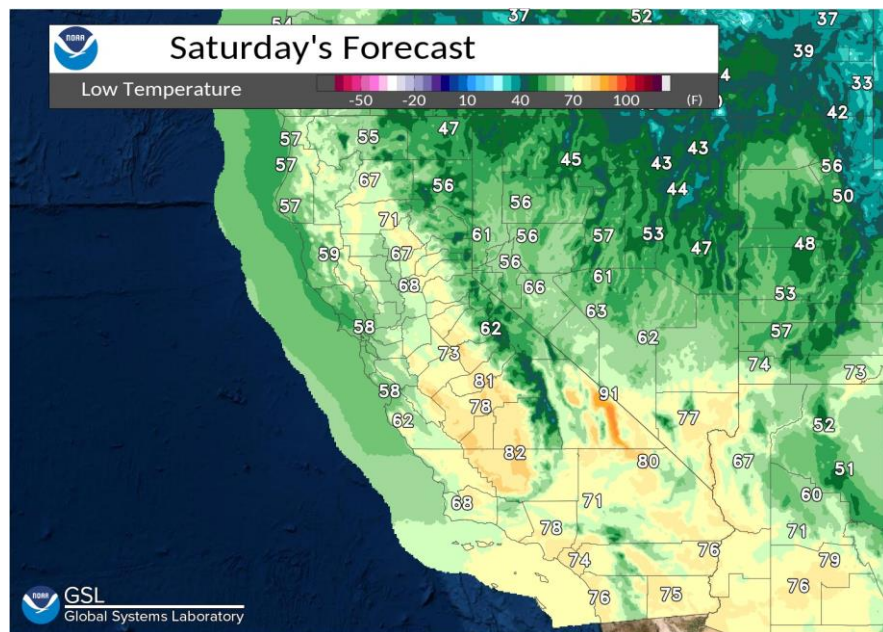 54 37 52 37
NOAA
Saturday's Forecast
39
Low Temperature
-50 -20 10 40 70 100 (F)
33
42
57 55 47
57 45 43 43 56
67 56 44 50
57 56
71
61 56 57 53 47 48
59 67 56
68 66 61 53
63
58 62 62 57
73 74 73
81
58 78 91
62 77 52
82 80 67 51
68 71 60
78 71
74 76 79
76 75 76
NOAA
GSL
Global Systems Laboratory